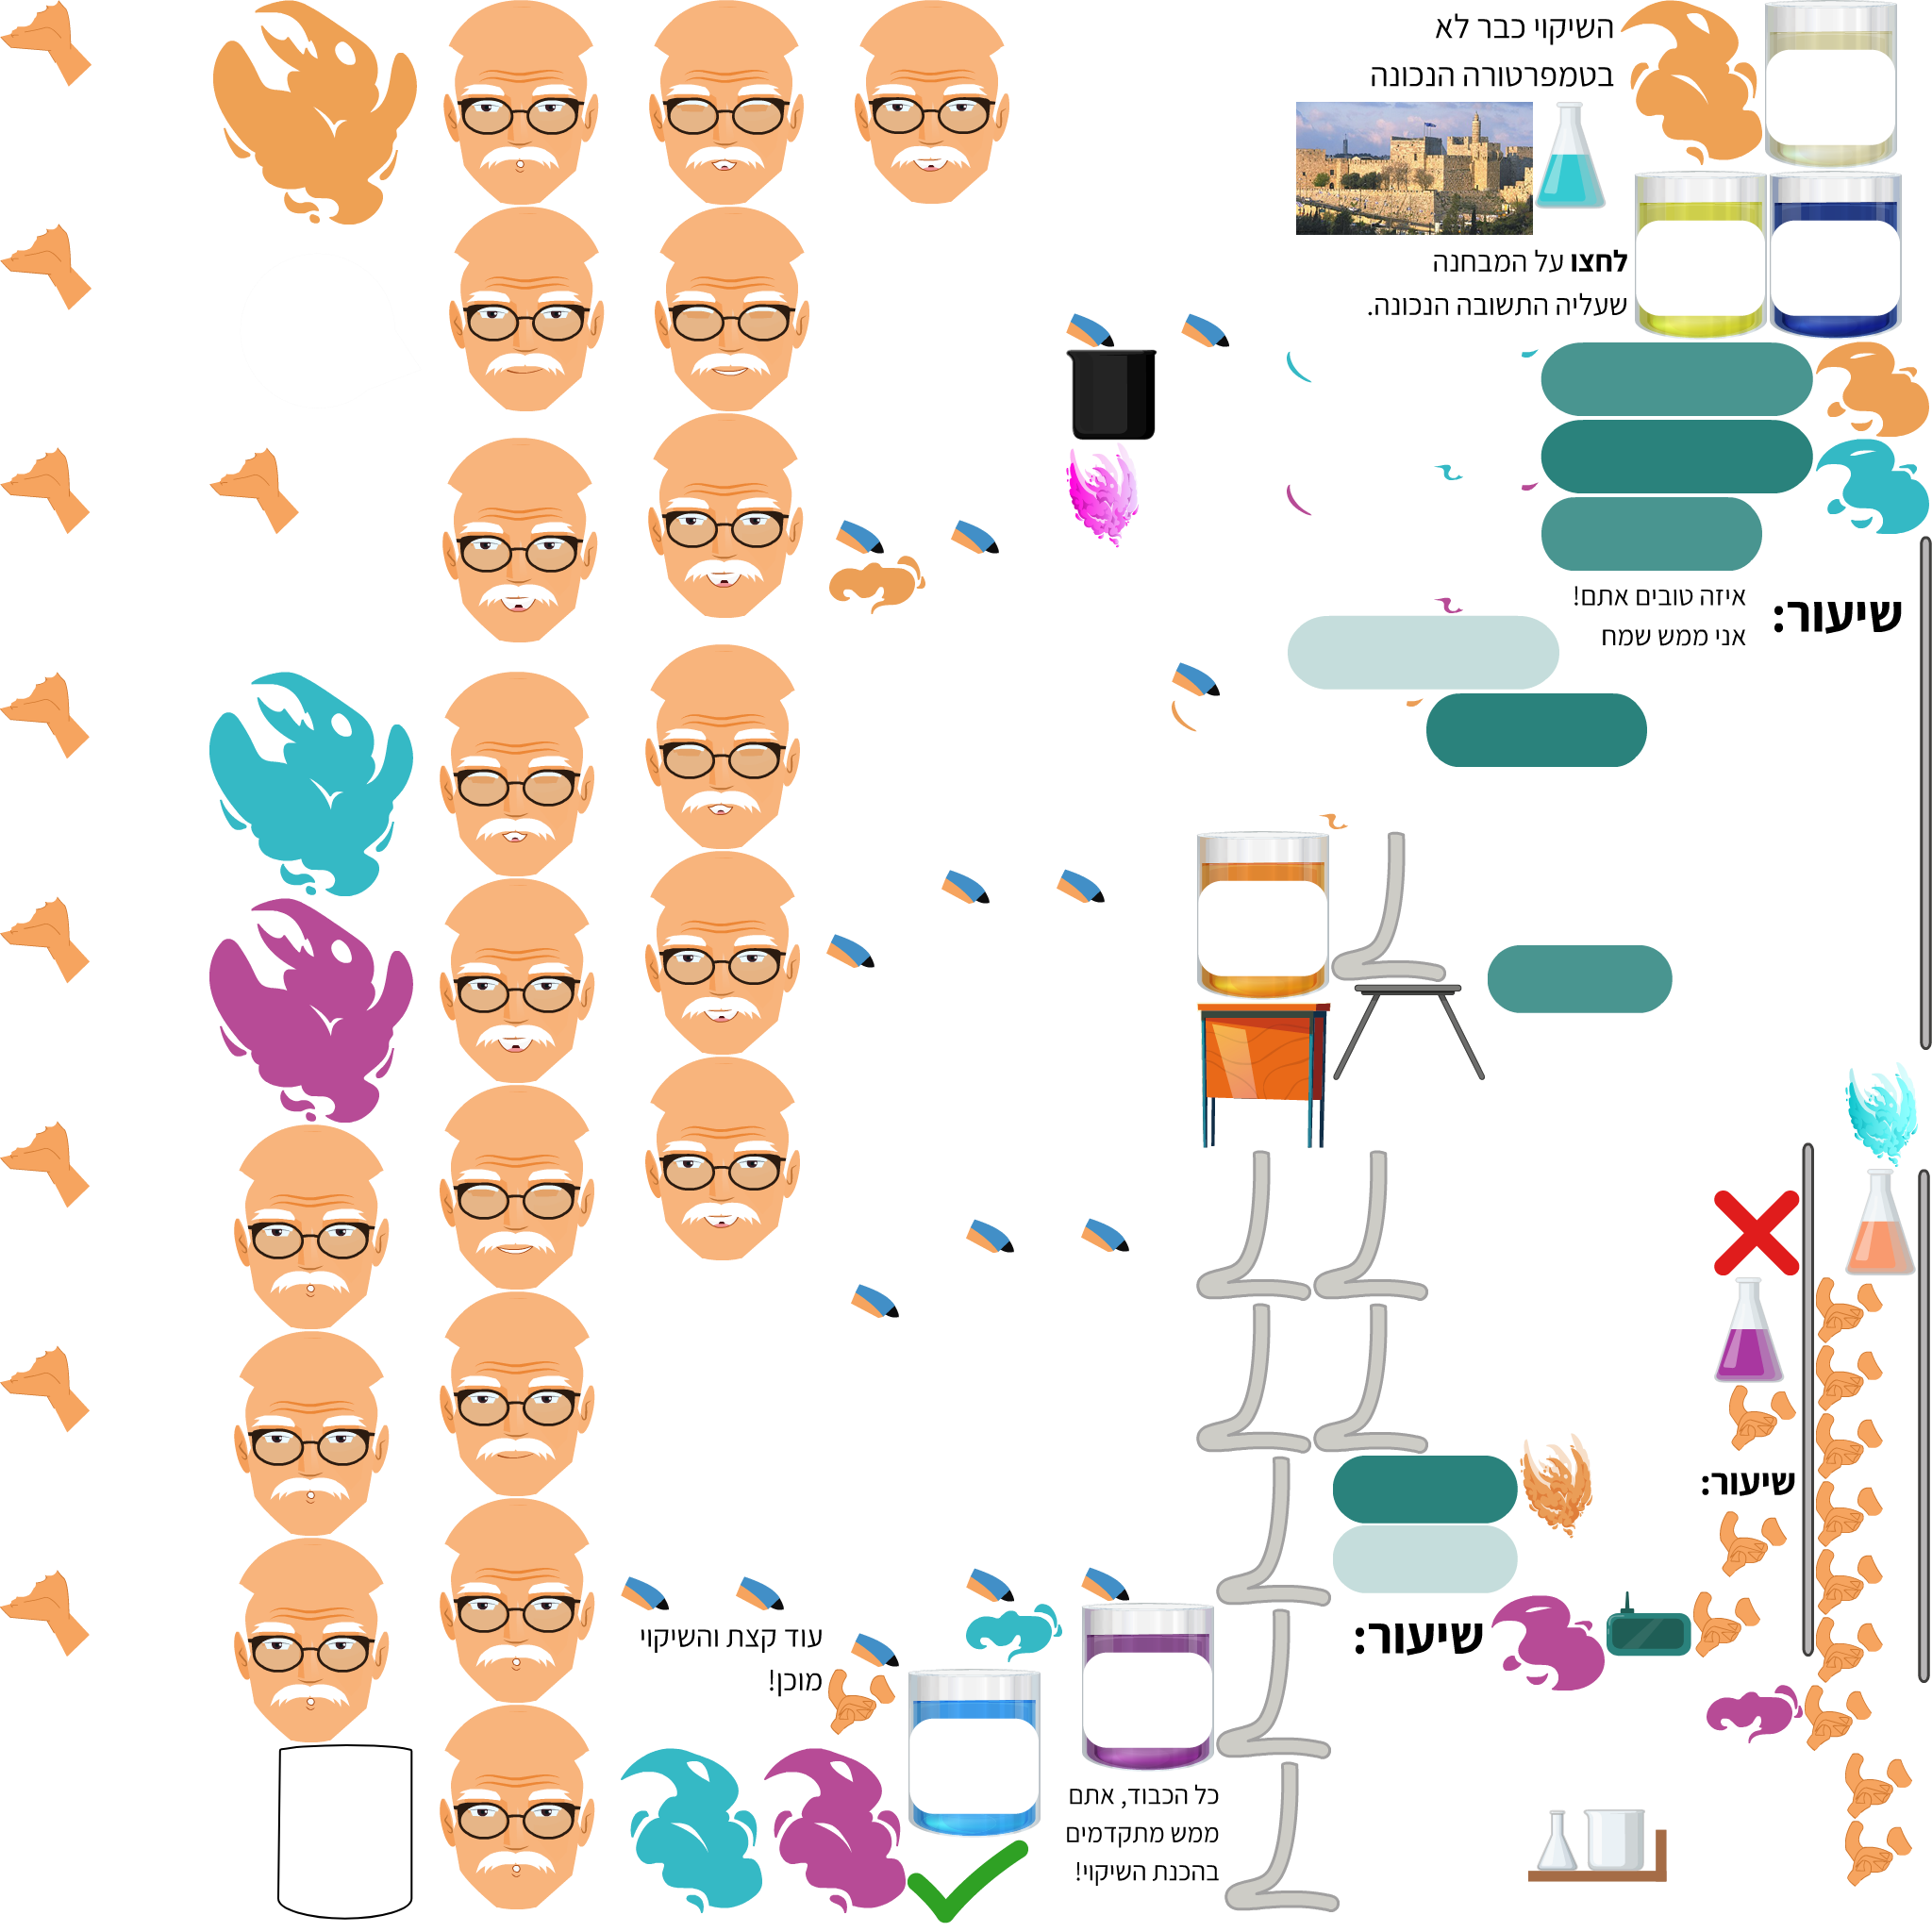 השיקוי כבר לא
בטמפרטורה הנכונה
לחצו על המבחנה
שעליה התשובה הנכונה.
איזה טובים אתם!
אני ממש שמח
שיעור:
שיעור:
שיעור:
עוד קצת והשיקוי
מוכן!
כל הכבוד, אתם
ממש מתקדמים
בהכנת השיקוי!